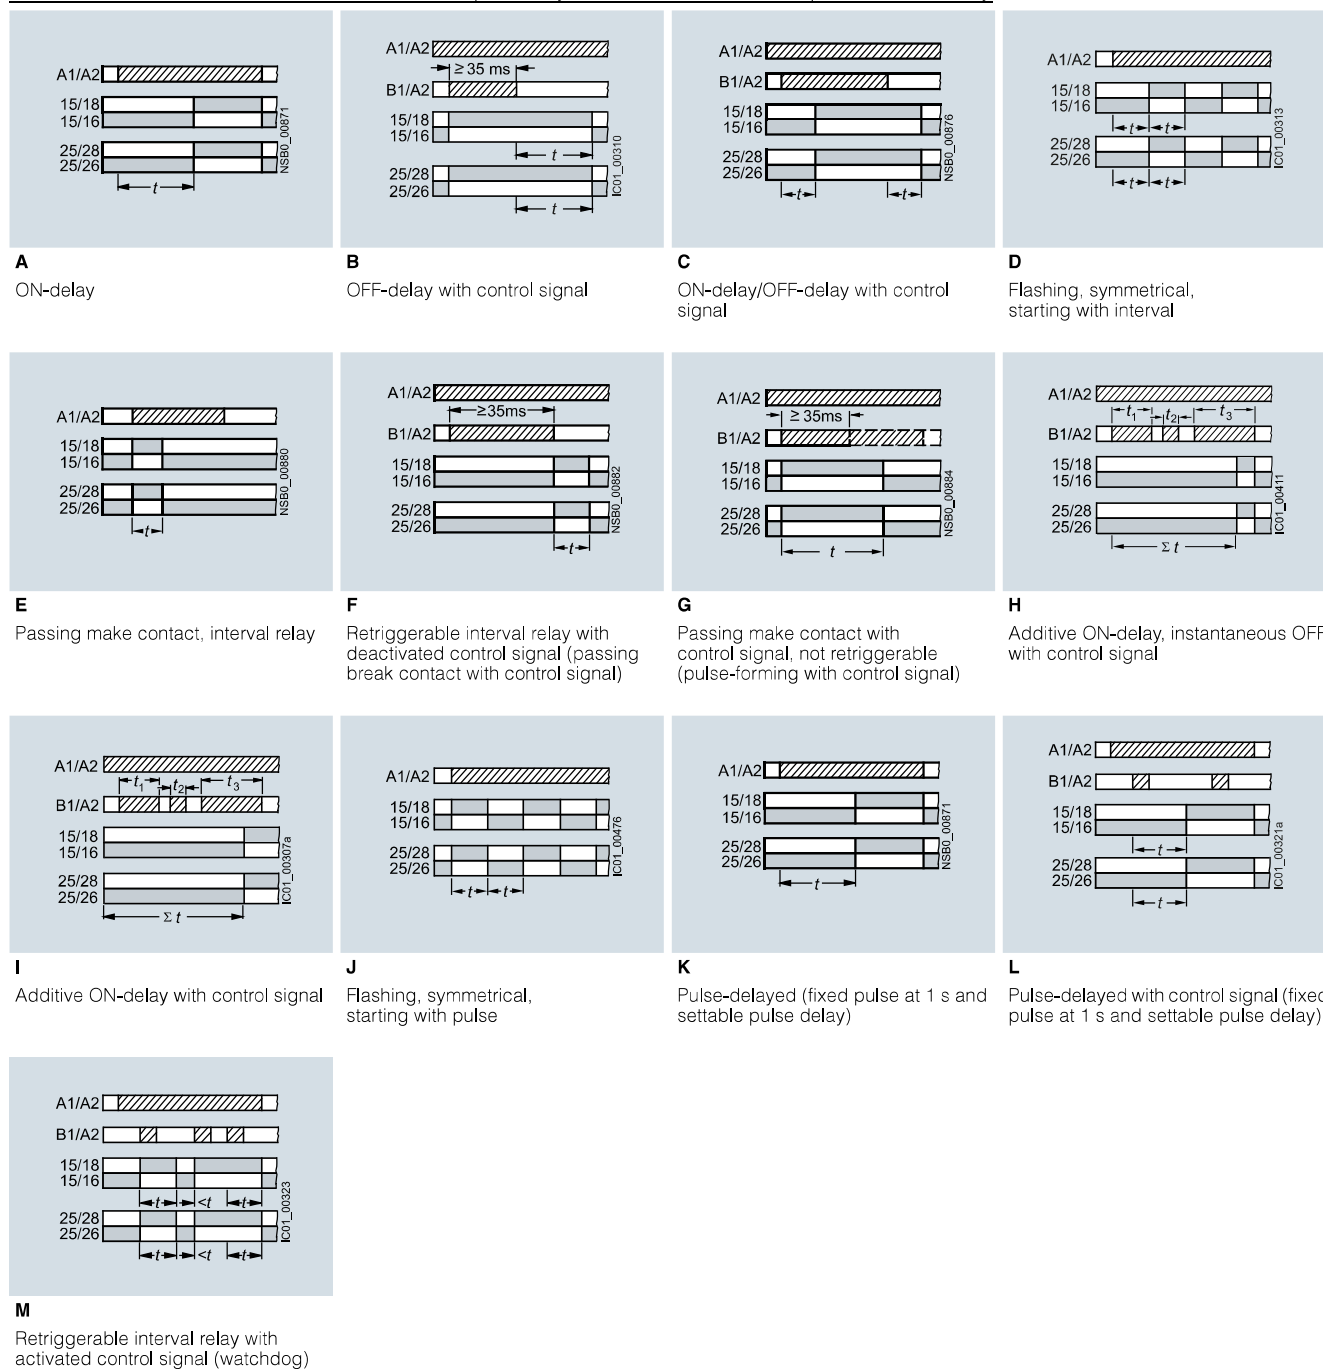 A1/A2
15/18
15/16
25/28
25/26
t
NSB0_00871
A
ON-delay
A1/A2
≥ 35 ms
B1/A2
15/18
15/16
t
25/28
25/26
t
IC01_00310
B
OFF-delay with control signal
A1/A2
B1/A2
15/18
15/16
25/28
25/26
t
t
NSB0_00876
C
ON-delay/OFF-delay with control
signal
A1/A2
15/18
15/16
t
t
25/28
25/26
t
t
IC01_00313
D
Flashing, symmetrical,
starting with interval
A1/A2
15/18
15/16
25/28
25/26
t
NSB0_00880
E
Passing make contact, interval relay
A1/A2
≥35ms
B1/A2
15/18
15/16
25/28
25/26
t
NSB0_00882
F
Retriggerable interval relay with
deactivated control signal (passing
break contact with control signal)
A1/A2
≥ 35ms
B1/A2
15/18
15/16
25/28
25/26
t
NSB0_00884
G
Passing make contact with
control signal, not retriggerable
(pulse-forming with control signal)
A1/A2
t1 t2 t3
B1/A2
15/18
15/16
25/28
25/26
Σ t
IC01_00411
H
Additive ON-delay, instantaneous OFF
with control signal
A1/A2
t1 t2 t3
B1/A2
15/18
15/16
25/28
25/26
Σ t
IC01_00307a
I
Additive ON-delay with control signal
A1/A2
15/18
15/16
25/28
25/26
t
t
IC01_00476
J
Flashing, symmetrical,
starting with pulse
A1/A2
15/18
15/16
25/28
25/26
t
NSB0_00871
K
Pulse-delayed (fixed pulse at 1 s and
settable pulse delay)
A1/A2
B1/A2
15/18
15/16
t
25/28
25/26
t
IC01_00321a
L
Pulse-delayed with control signal (fixed
pulse at 1 s and settable pulse delay)
A1/A2
B1/A2
15/18
15/16
t <t t
25/28
25/26
t <t t
IC01_00323
M
Retriggerable interval relay with
activated control signal (watchdog)